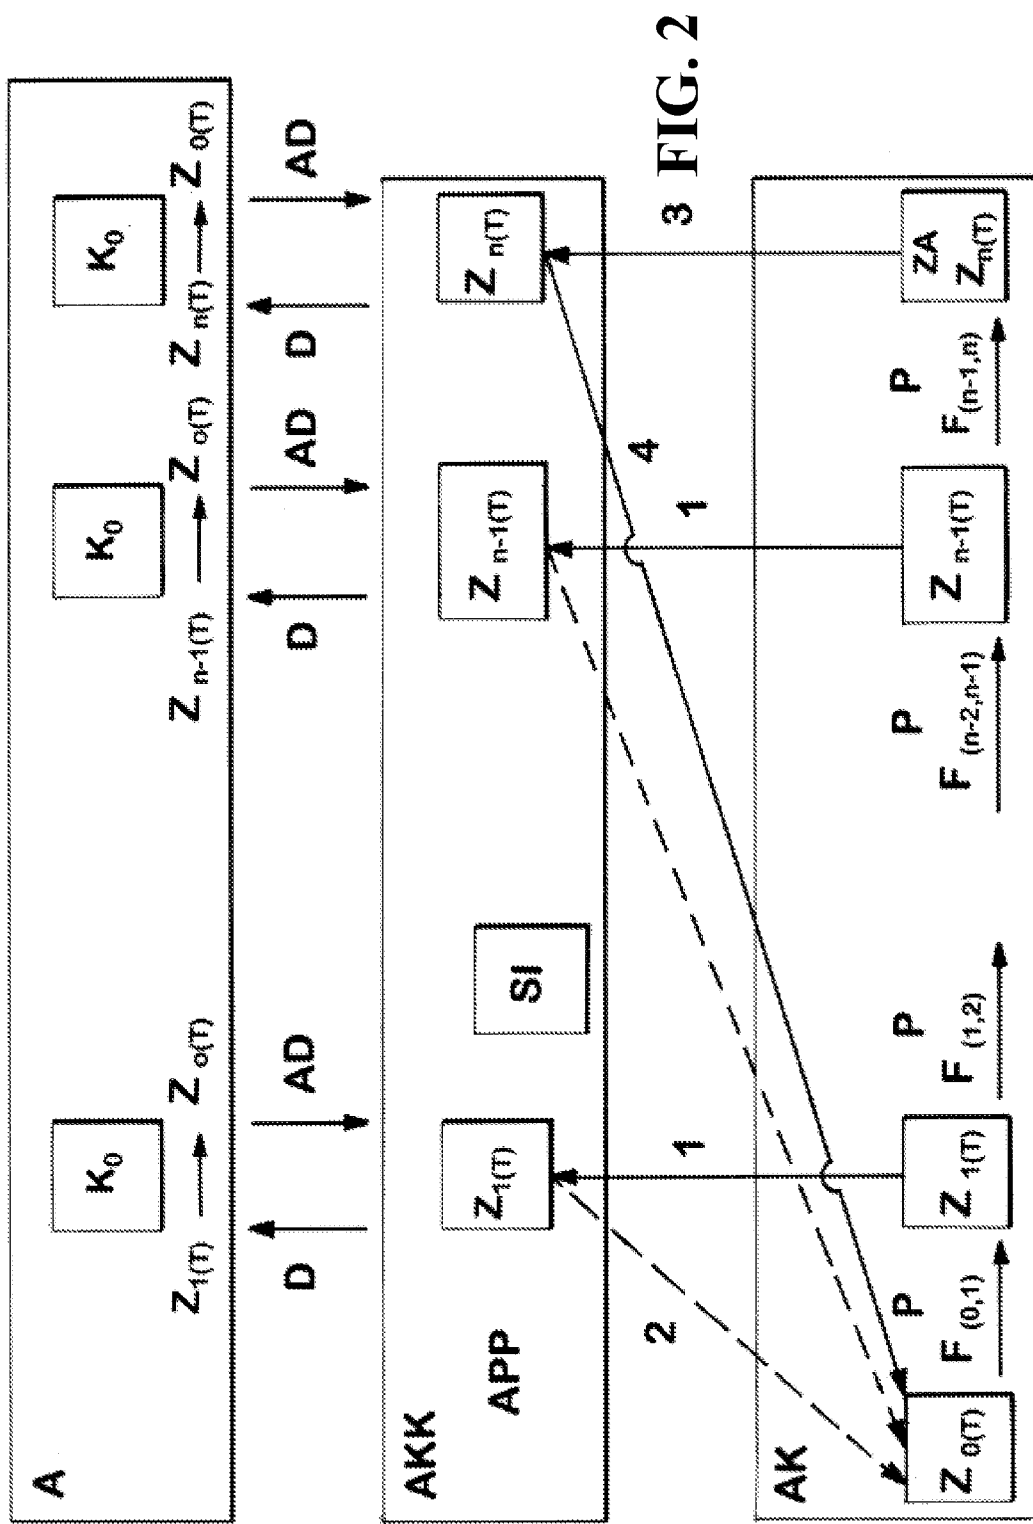 A
K0
K0
K0
Z1(T)
Zo(T)
Zn-1(T)
Zo(T)
Zn(T)
Z0(T)
D
AD
D
AD
D
AD
AKK
APP
Z1(T)
SI
Zn-1(T)
Zn(T)
2
1
4
1
3
FIG. 2
AK
Z0(T)
P
F(0,1)
Z1(T)
P
F(1,2)
P
F(n-2,n-1)
Zn-1(T)
P
F(n-1,n)
ZA
Zn(T)